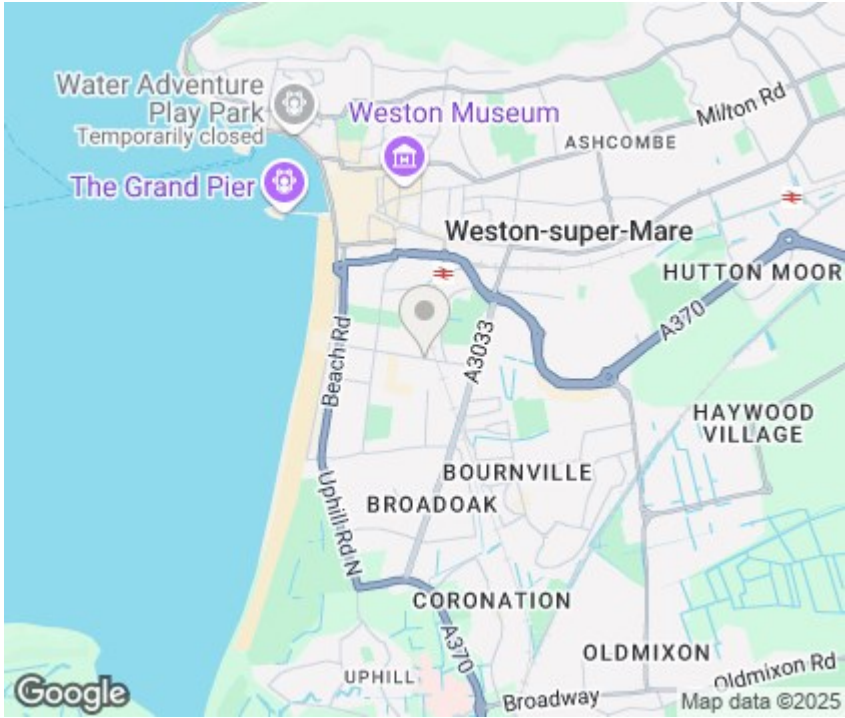 Water Adventure
Play Park
Temporarily closed
Weston Museum
Milton Rd
ASHCOMBE
The Grand Pier
Weston-super-Mare
HUTTON MOOR
A370
Beach Rd
A3033
HAYWOOD
VILLAGE
BOURNVILLE
BROADOAK
Uphill Rd N
CORONATION
A370
OLDMIXON
UPHILL
Oldmixon Rd
Broadway
Google
Map data ©2025